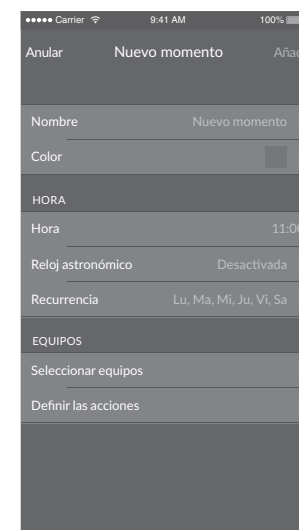 Carrier 9:41 AM 100%
Anular Nuevo momento Añad
Nombre Nuevo momento
Color
HORA
Hora 11:00
Reloj astronómico Desactivada
Recurrencia Lu, Ma, Mi, Ju, Vi, Sa
EQUIPOS
Seleccionar equipos
Definir las acciones